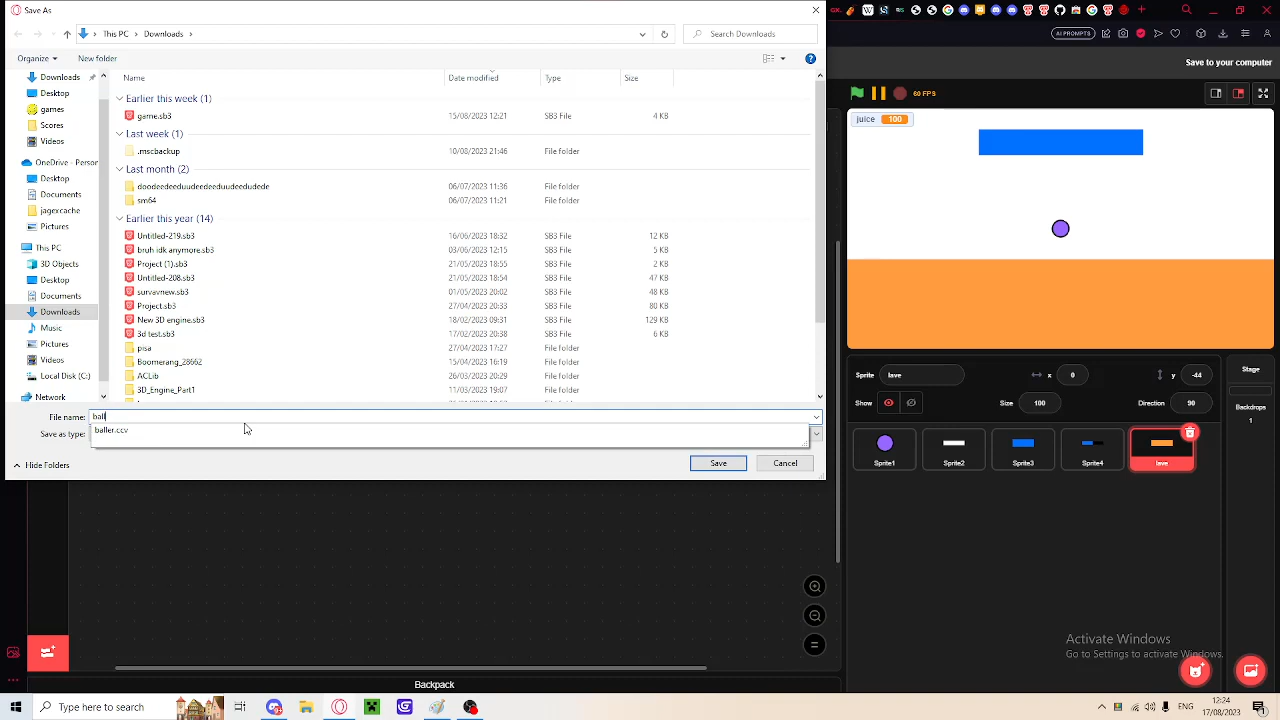 Save As
This PC
Downloads
Search Downloads
Organize
New folder
Name
Date modified
Type
Size
Downloads
Desktop
games
Scores
Videos
OneDrive - Person
Desktop
Documents
jagexcache
Pictures
This PC
3D Objects
Desktop
Documents
Downloads
Music
Pictures
Videos
Local Disk (C:)
Network
Earlier this week (1)
games.sb3 15/08/2023 12:21 SB3 File 4 KB
Last week (1)
.mscbackup 10/08/2023 21:46 File folder
Last month (2)
doodeedeeduudeedeeduudeedudede 06/07/2023 11:36 File folder
sm64 06/07/2023 11:21 File folder
Earlier this year (14)
Untitled-219.sb3 16/06/2023 18:32 SB3 File 12 KB
bruh idk anymore.sb3 03/06/2023 12:15 SB3 File 5 KB
Project (1).sb3 21/05/2023 18:55 SB3 File 2 KB
Untitled-208.sb3 21/05/2023 18:54 SB3 File 47 KB
survavnew.sb3 01/05/2023 20:02 SB3 File 48 KB
Project.sb3 27/04/2023 20:33 SB3 File 80 KB
New 3D engine.sb3 18/02/2023 09:31 SB3 File 129 KB
3d test.sb3 17/02/2023 20:38 SB3 File 6 KB
pisa 27/04/2023 17:27 File folder
Boomerang_28662 15/04/2023 16:19 File folder
ACLib 26/03/2023 20:29 File folder
3D_Engine_Part1 11/03/2023 19:07 File folder
File name: ball
baller.ccv
Save as type:
Hide Folders
Save
Cancel
AI PROMPTS
Save to your computer
60 FPS
juice 100
Sprite lave x 0 y -44
Show Size 100 Direction 90
Sprite1
Sprite2
Sprite3
Sprite4
lave
Stage
Backdrops
1
Activate Windows
Go to Settings to activate Windows.
Backpack
Type here to search
12:24
17/08/2023